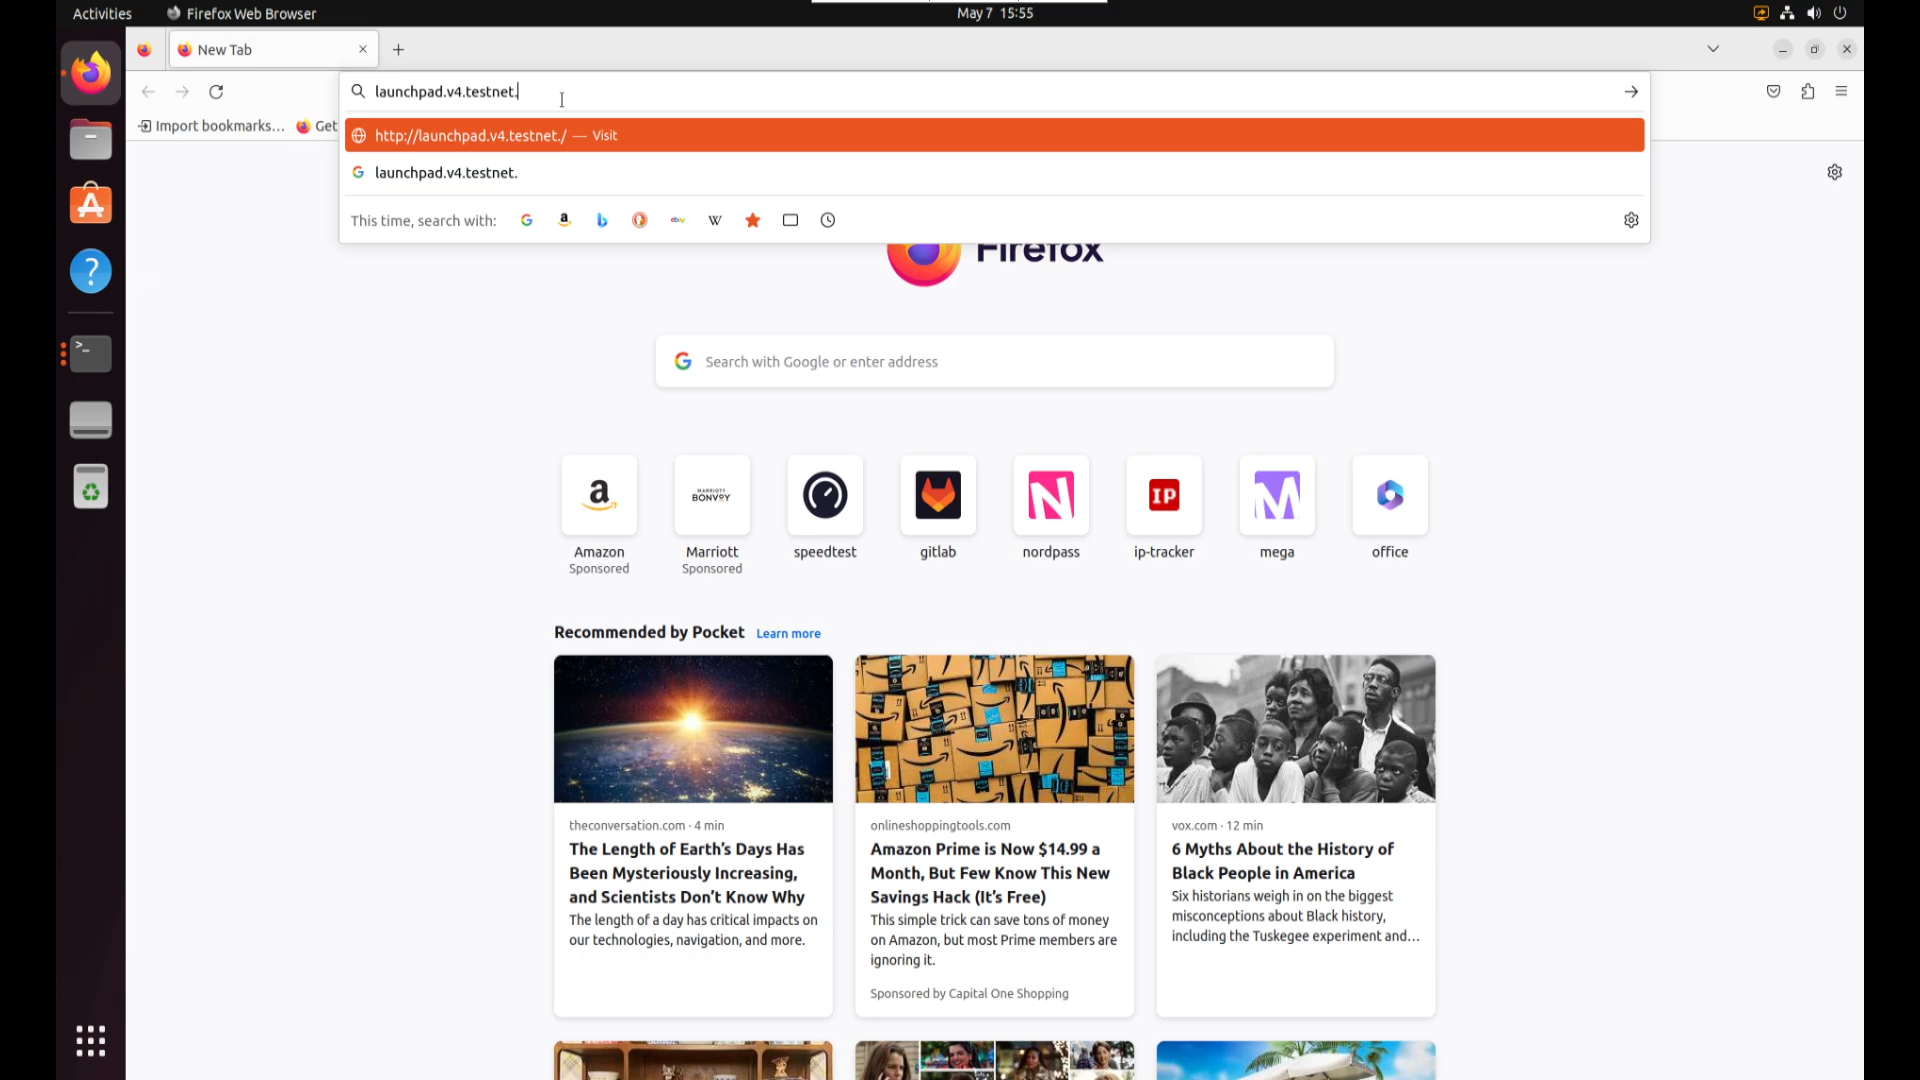 Activities
Firefox Web Browser
May 7 15:55
New Tab
launchpad.v4.testnet.
Import bookmarks...
Get
http://launchpad.v4.testnet./ — Visit
launchpad.v4.testnet.
This time, search with:
Firefox
Search with Google or enter address
MARRIOTT
BONVOY
IP
Amazon
Sponsored
Marriott
Sponsored
speedtest
gitlab
nordpass
ip-tracker
mega
office
Recommended by Pocket Learn more
theconversation.com · 4 min
The Length of Earth's Days Has
Been Mysteriously Increasing,
and Scientists Don't Know Why
The length of a day has critical impacts on
our technologies, navigation, and more.
onlineshoppingtools.com
Amazon Prime is Now $14.99 a
Month, But Few Know This New
Savings Hack (It's Free)
This simple trick can save tons of money
on Amazon, but most Prime members are
ignoring it.
Sponsored by Capital One Shopping
vox.com · 12 min
6 Myths About the History of
Black People in America
Six historians weigh in on the biggest
misconceptions about Black history,
including the Tuskegee experiment and...